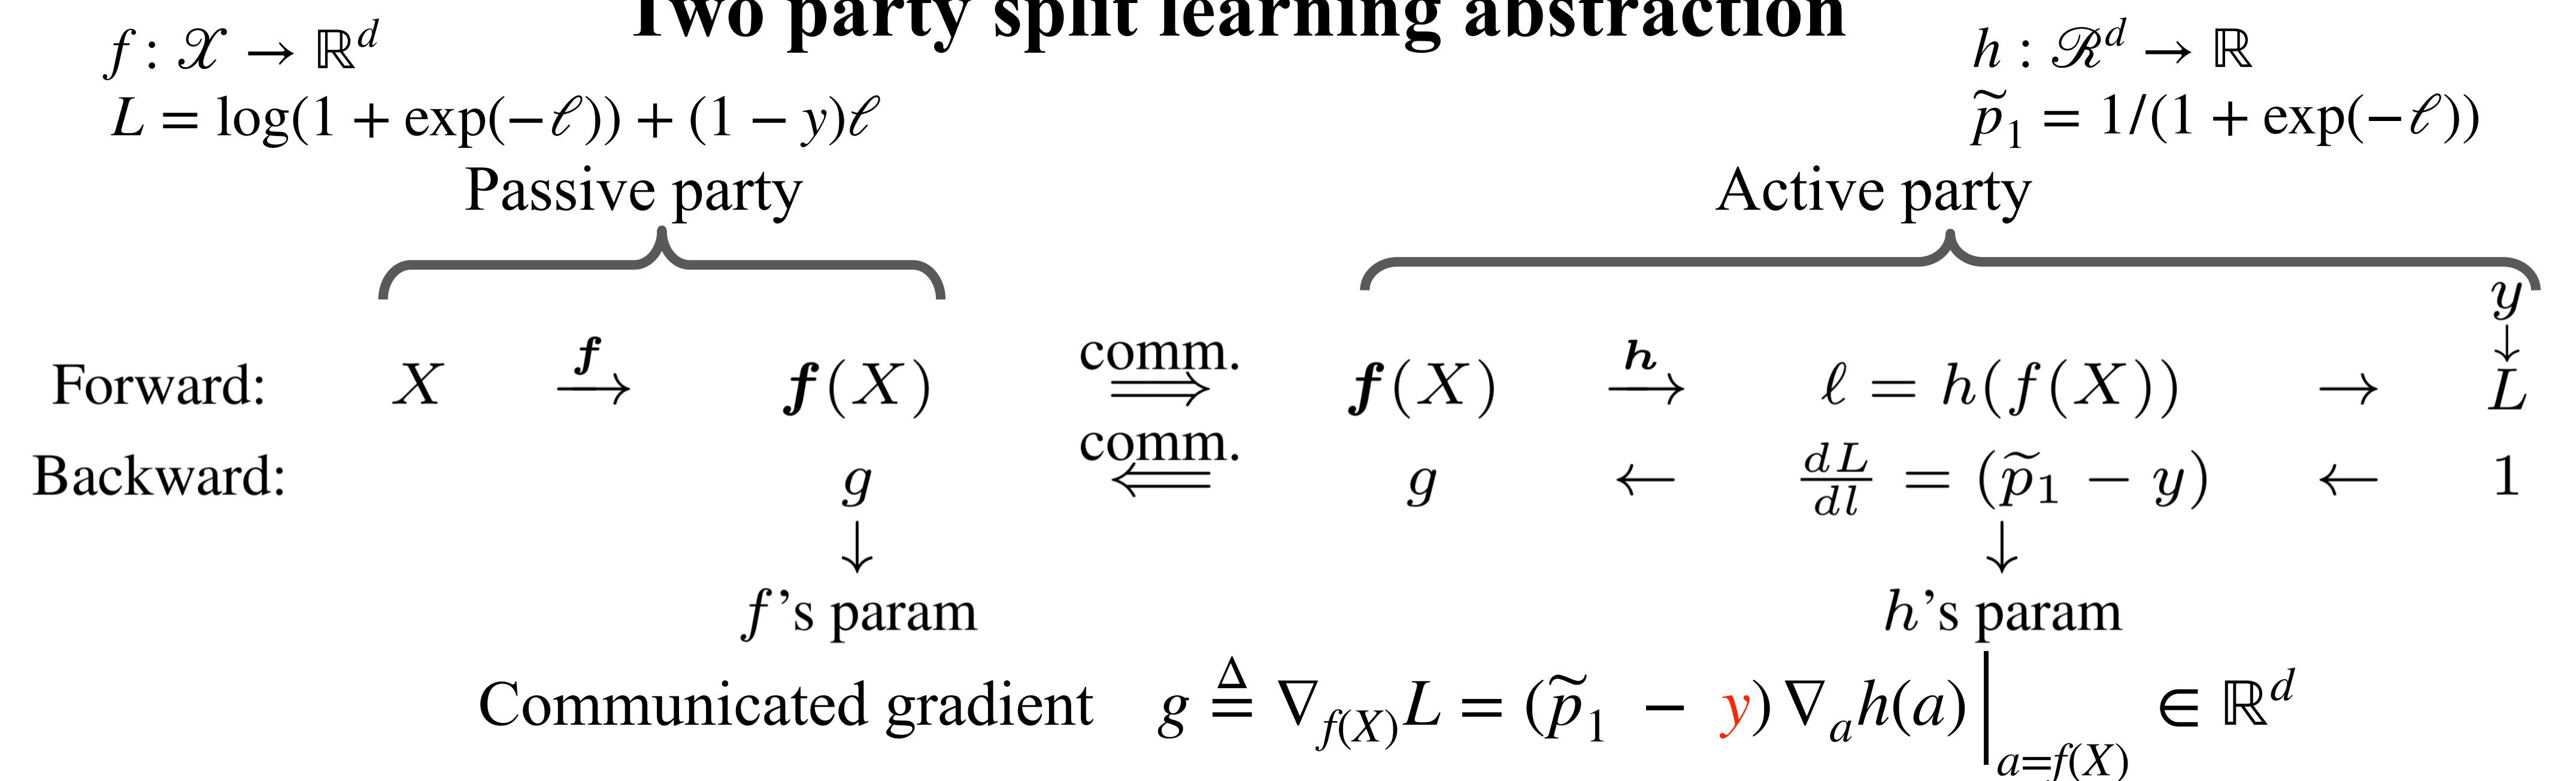 Two party split learning abstraction
f : 𝒳 → ℝ^d
L = log(1 + exp(−ℓ)) + (1 − y)ℓ
h : ℛ^d → ℝ
p̃₁ = 1/(1 + exp(−ℓ))
Passive party
Active party
y
↓
Forward: X →^f f(X) comm. ⟹ f(X) →^h ℓ = h(f(X)) → L
Backward: g comm. ⟸ g ← dL/dl = (p̃₁ − y) ← 1
↓ ↓
f's param h's param
Communicated gradient g ≜ ∇_{f(X)}L = (p̃₁ − y)∇_a h(a)|_{a=f(X)} ∈ ℝ^d